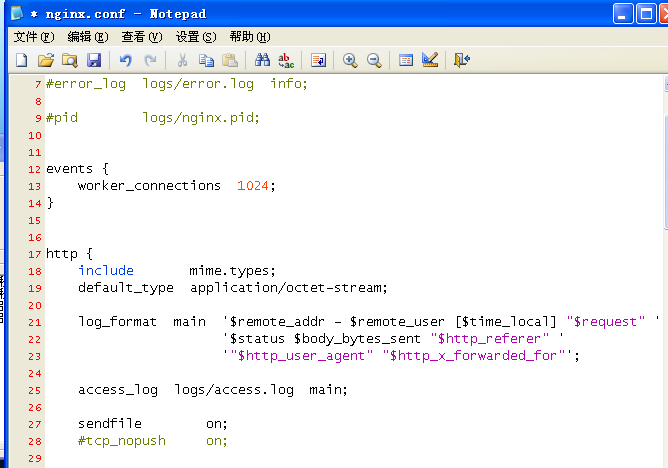 * nginx.conf - Notepad
文件(F) 编辑(E) 查看(V) 设置(S) 帮助(H)
7 #error_log  logs/error.log  info;
8
9 #pid        logs/nginx.pid;
10
11
12 events {
13     worker_connections  1024;
14 }
15
16
17 http {
18     include       mime.types;
19     default_type  application/octet-stream;
20
21     log_format  main  '$remote_addr - $remote_user [$time_local] "$request" '
22                       '$status $body_bytes_sent "$http_referer" '
23                       '"$http_user_agent" "$http_x_forwarded_for"';
24
25     access_log  logs/access.log  main;
26
27     sendfile        on;
28     #tcp_nopush     on;
29